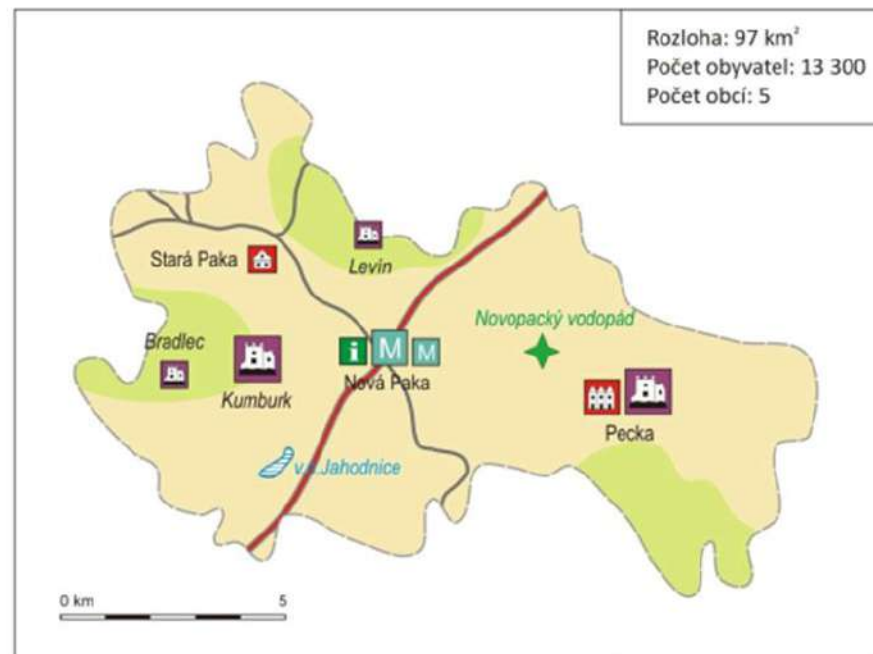 Rozloha: 97 km²
Počet obyvatel: 13 300
Počet obcí: 5
Stará Paka
Levín
Novopacký vodopád
Bradlec
i
M
M
Nová Paka
Kumburk
Pecka
v.n.Jahodnice
0 km 5